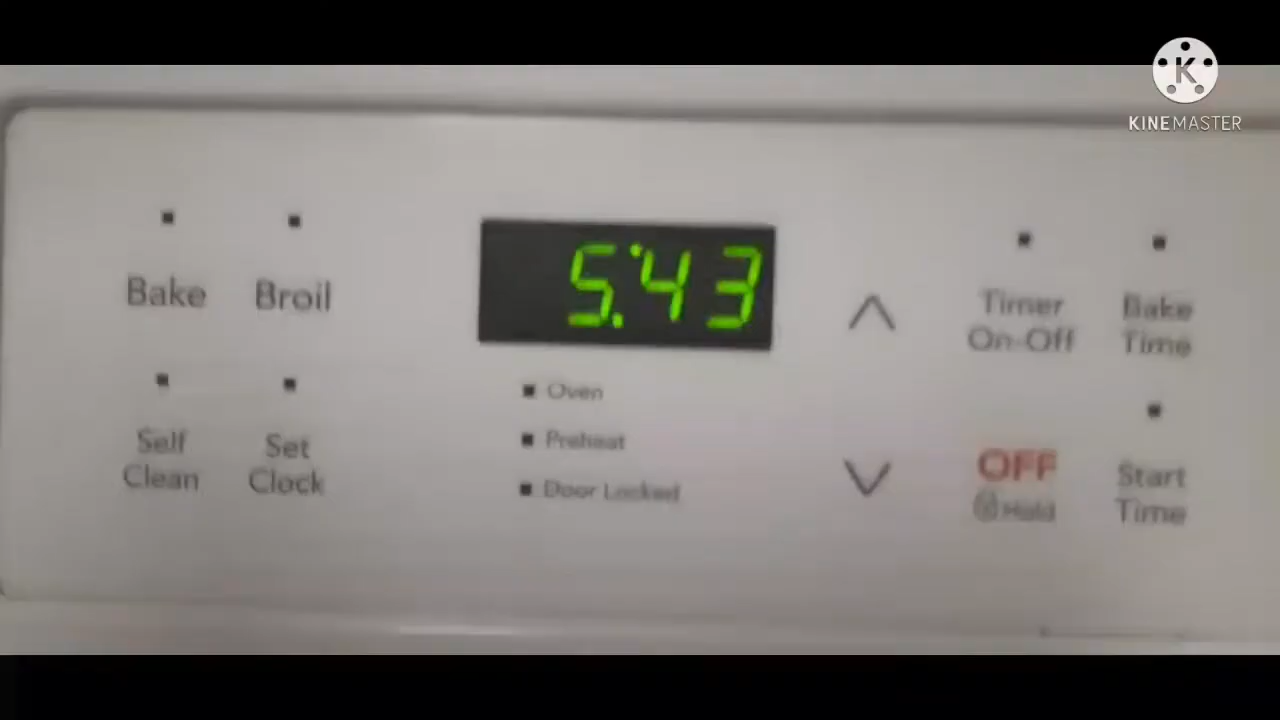 K
KINEMASTER
5:43
Bake
Broil
Timer
On-Off
Bake
Time
Oven
Preheat
Door Locked
Self
Clean
Set
Clock
OFF
Hold
Start
Time